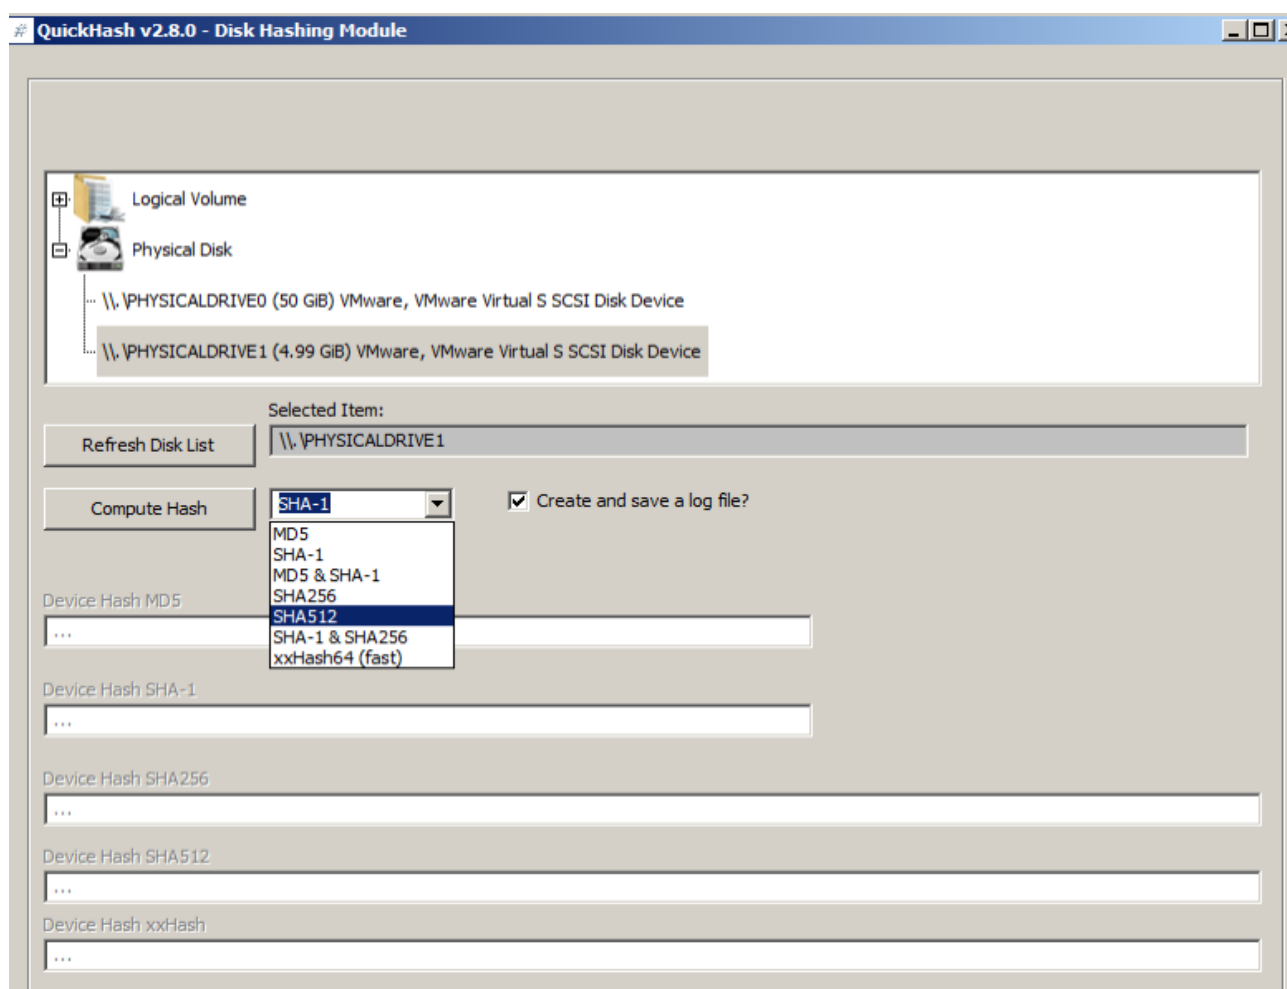 # QuickHash v2.8.0 - Disk Hashing Module
Logical Volume
Physical Disk
\\.\PHYSICALDRIVE0 (50 GiB) VMware, VMware Virtual S SCSI Disk Device
\\.\PHYSICALDRIVE1 (4.99 GiB) VMware, VMware Virtual S SCSI Disk Device
Selected Item:
Refresh Disk List
\\.\PHYSICALDRIVE1
Compute Hash
SHA-1
Create and save a log file?
MD5
SHA-1
MD5 & SHA-1
SHA256
SHA512
SHA-1 & SHA256
xxHash64 (fast)
Device Hash MD5
...
Device Hash SHA-1
...
Device Hash SHA256
...
Device Hash SHA512
...
Device Hash xxHash
...